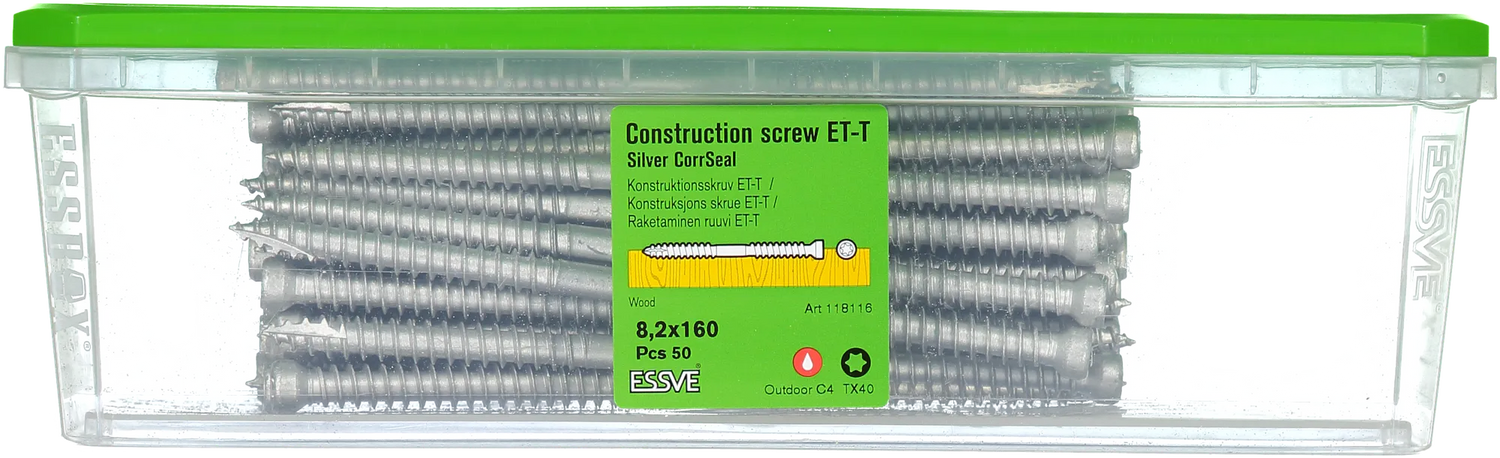 Construction screw ET-T
Silver CorrSeal
Konstruktionsskruv ET-T /
Konstruksjons skrue ET-T /
Raketaminen ruuvi ET-T
Wood
Art 118116
8,2x160
Pcs 50
ESSVE®
Outdoor C4 TX40
ESSVE
ESSVE®